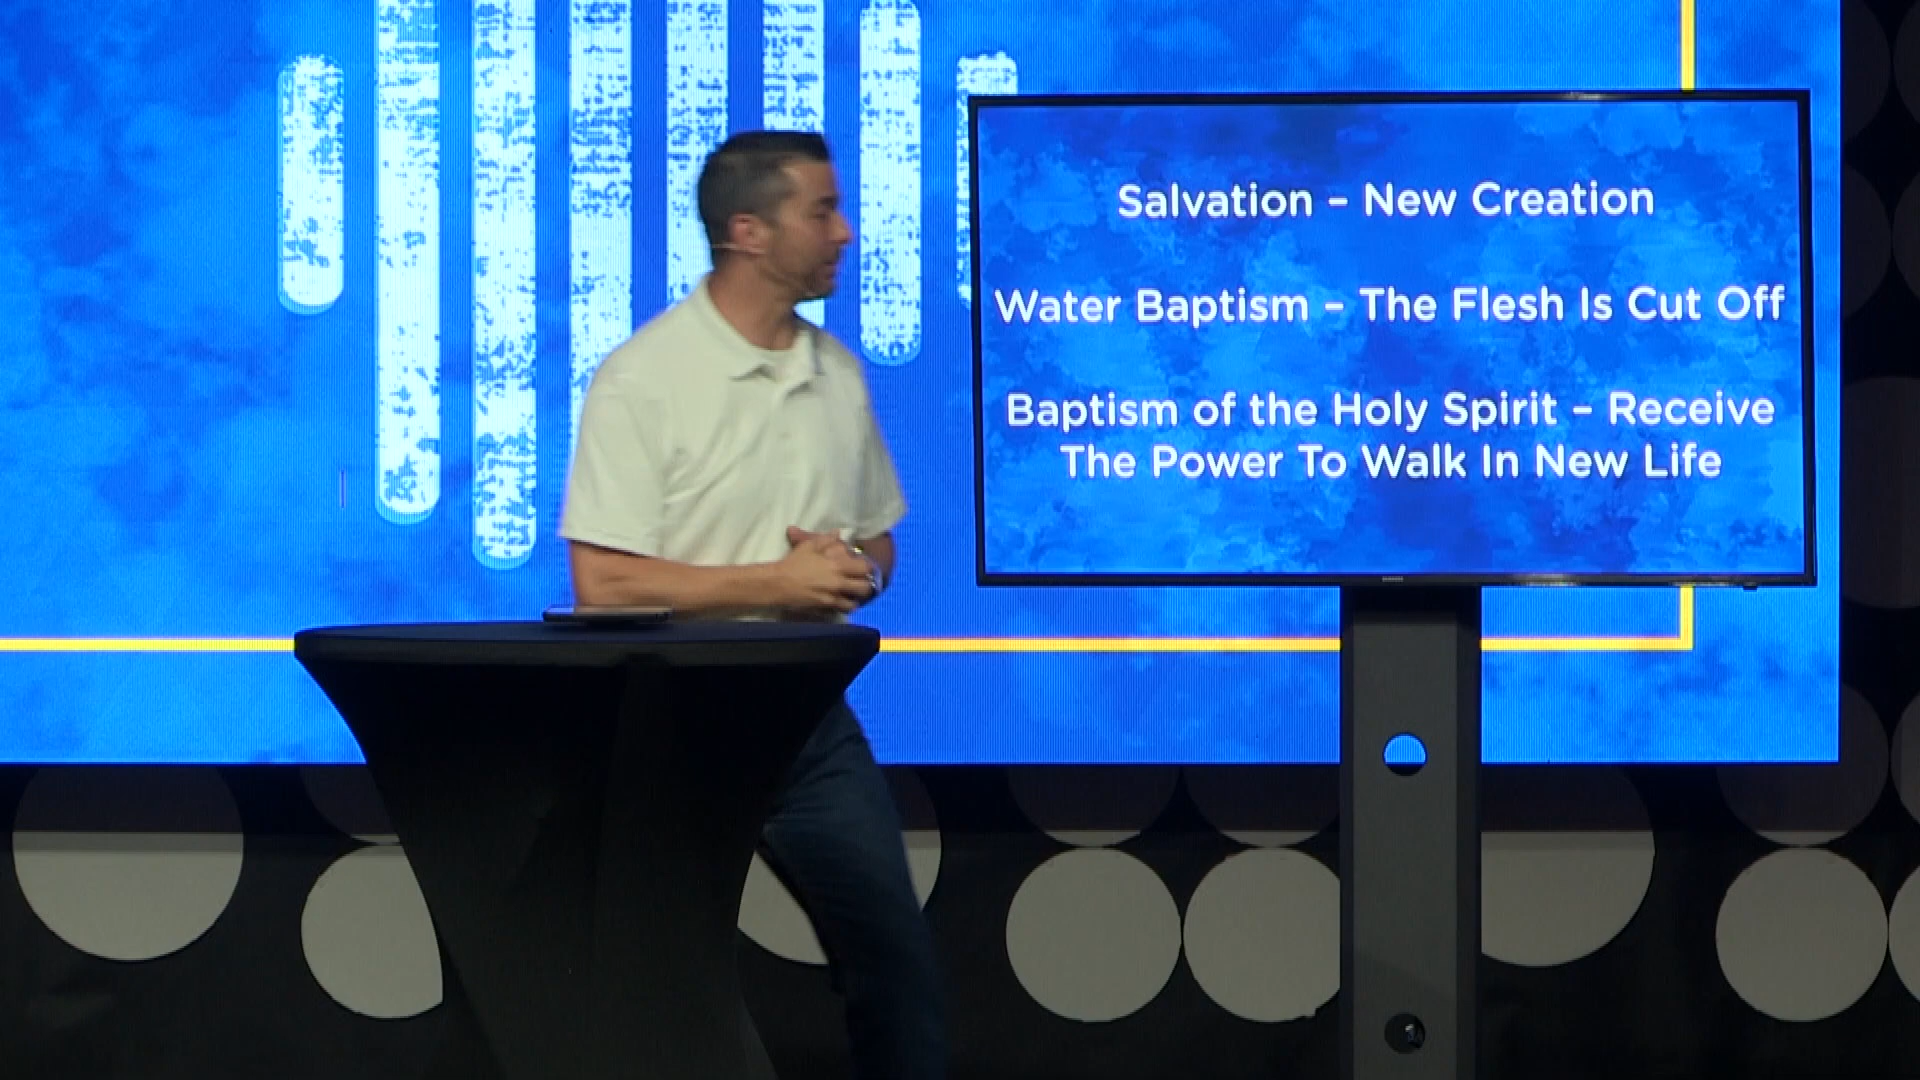 Salvation – New Creation
Water Baptism – The Flesh Is Cut Off
Baptism of the Holy Spirit – Receive
The Power To Walk In New Life